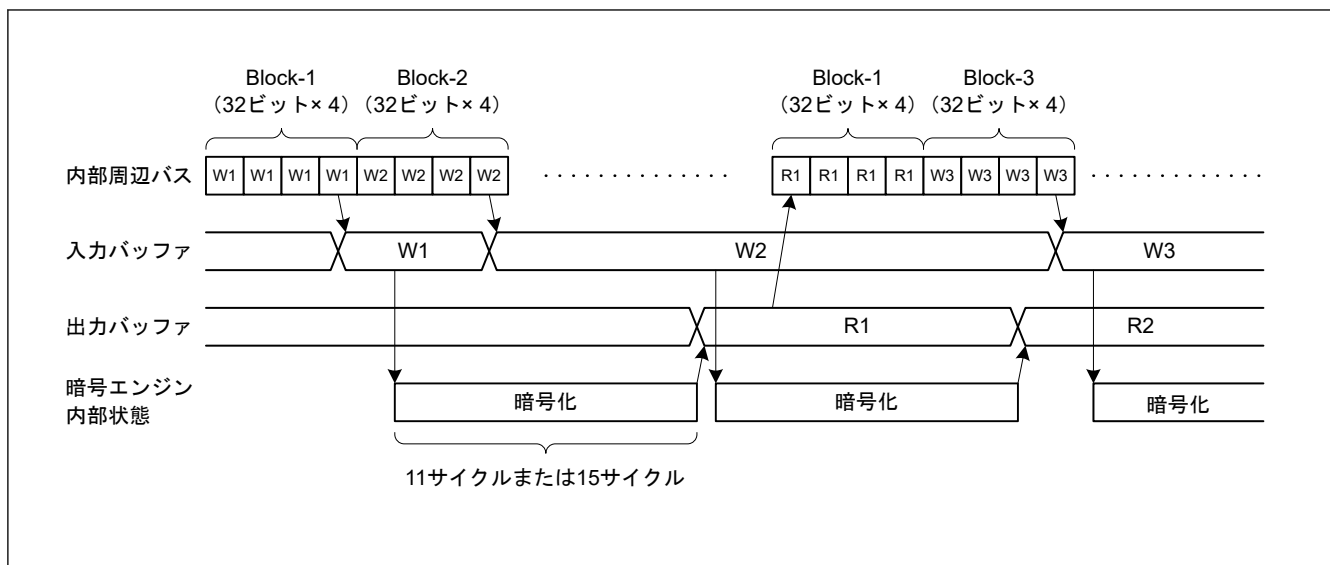 Block-1 Block-2 Block-1 Block-3
（32ビット× 4） （32ビット× 4） （32ビット× 4） （32ビット× 4）
内部周辺バス W1 W1 W1 W1 W2 W2 W2 W2 ・・・・・・・・・・・・・・ R1 R1 R1 R1 W3 W3 W3 W3 ・・・・・・・・・・・・
入力バッファ W1 W2 W3
出力バッファ R1 R2
暗号エンジン
内部状態 暗号化 暗号化 暗号化
11サイクルまたは15サイクル